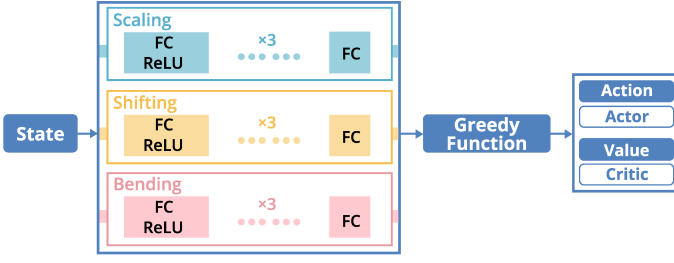 Scaling
FC
ReLU
×3
FC
Shifting
FC
ReLU
×3
FC
Bending
FC
ReLU
×3
FC
State
Greedy
Function
Action
Actor
Value
Critic